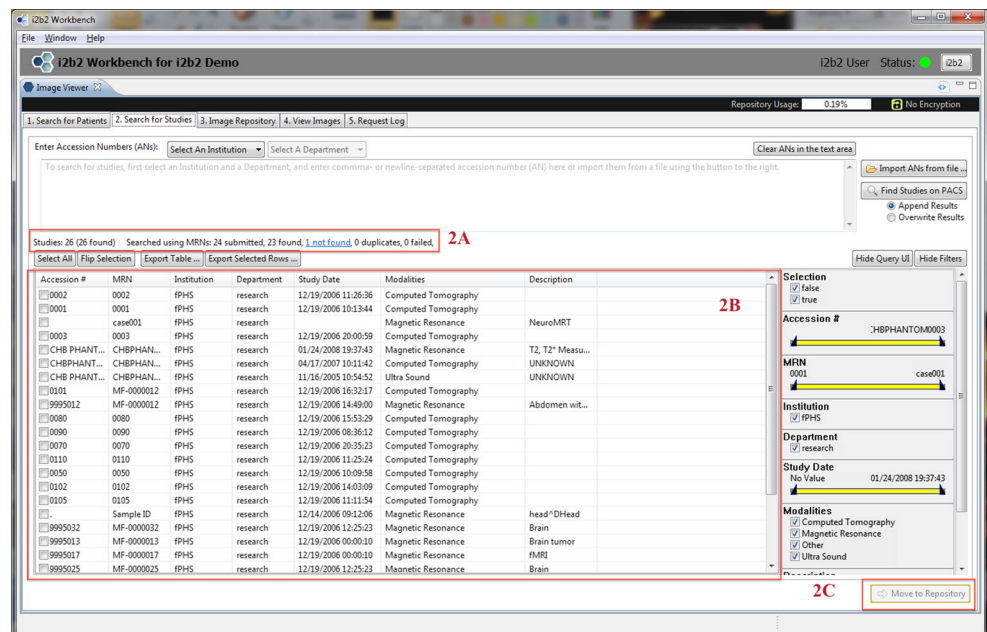 i2b2 Workbench
File Window Help
i2b2 Workbench for i2b2 Demo i2b2 User Status: i2b2
Image Viewer
Repository Usage: 0.19% No Encryption
1. Search for Patients 2. Search for Studies 3. Image Repository 4. View Images 5. Request Log
Enter Accession Numbers (ANs): Select An Institution Select A Department Clear ANs in the text area
To search for studies, first select an Institution and a Department, and enter commma- or newline-separated accession number (AN) here or import them from a file using the button to the right.
Import ANs from file ...
Find Studies on PACS
Append Results
Overwrite Results
Studies: 26 (26 found) Searched using MRNs: 24 submitted, 23 found, 1 not found, 0 duplicates, 0 failed, 2A
Select All Flip Selection Export Table ... Export Selected Rows ... Hide Query UI Hide Filters
Accession # MRN Institution Department Study Date Modalities Description
0002 0002 fPHS research 12/19/2006 11:26:36 Computed Tomography
0001 0001 fPHS research 12/19/2006 10:13:44 Computed Tomography
case001 fPHS research Magnetic Resonance NeuroMRT
0003 0003 fPHS research 12/19/2006 20:00:59 Computed Tomography
CHB PHANT... CHBPHAN... fPHS research 01/24/2008 19:37:43 Magnetic Resonance T2, T2* Measu...
CHBPHANT... CHBPHAN... fPHS research 04/17/2007 10:11:42 Computed Tomography UNKNOWN
CHB PHANT... CHBPHAN... fPHS research 11/16/2005 10:54:52 Ultra Sound UNKNOWN
0101 MF-0000012 fPHS research 12/19/2006 16:32:17 Computed Tomography
9995012 MF-0000012 fPHS research 12/19/2006 14:49:00 Magnetic Resonance Abdomen wit...
0080 0080 fPHS research 12/19/2006 15:53:29 Computed Tomography
0090 0090 fPHS research 12/19/2006 08:36:12 Computed Tomography
0070 0070 fPHS research 12/19/2006 20:35:23 Computed Tomography
0110 0110 fPHS research 12/19/2006 11:25:24 Computed Tomography
0050 0050 fPHS research 12/19/2006 10:09:58 Computed Tomography
0102 0102 fPHS research 12/19/2006 14:03:09 Computed Tomography
0105 0105 fPHS research 12/19/2006 11:11:54 Computed Tomography
. Sample ID fPHS research 12/14/2006 09:12:06 Magnetic Resonance head^DHead
9995032 MF-0000032 fPHS research 12/19/2006 12:25:23 Magnetic Resonance Brain
9995013 MF-0000013 fPHS research 12/19/2006 00:00:10 Magnetic Resonance Brain tumor
9995017 MF-0000017 fPHS research 12/19/2006 00:00:10 Magnetic Resonance fMRI
9995025 MF-0000025 fPHS research 12/19/2006 12:25:23 Magnetic Resonance Brain
2B
Selection
false
true
Accession #
:HBPHANTOM0003
MRN
0001 case001
Institution
fPHS
Department
research
Study Date
No Value 01/24/2008 19:37:43
Modalities
Computed Tomography
Magnetic Resonance
Other
Ultra Sound
2C Move to Repository